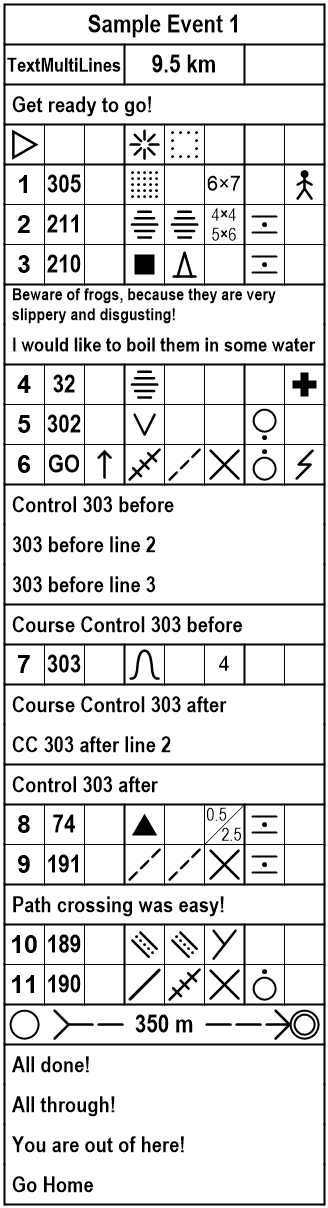 Sample Event 1
TextMultiLines 9.5 km
Get ready to go!
1 305 6×7
2 211 4×4 5×6
3 210
Beware of frogs, because they are very
slippery and disgusting!
I would like to boil them in some water
4 32
5 302
6 GO
Control 303 before
303 before line 2
303 before line 3
Course Control 303 before
7 303 4
Course Control 303 after
CC 303 after line 2
Control 303 after
8 74 0.5/2.5
9 191
Path crossing was easy!
10 189
11 190
350 m
All done!
All through!
You are out of here!
Go Home